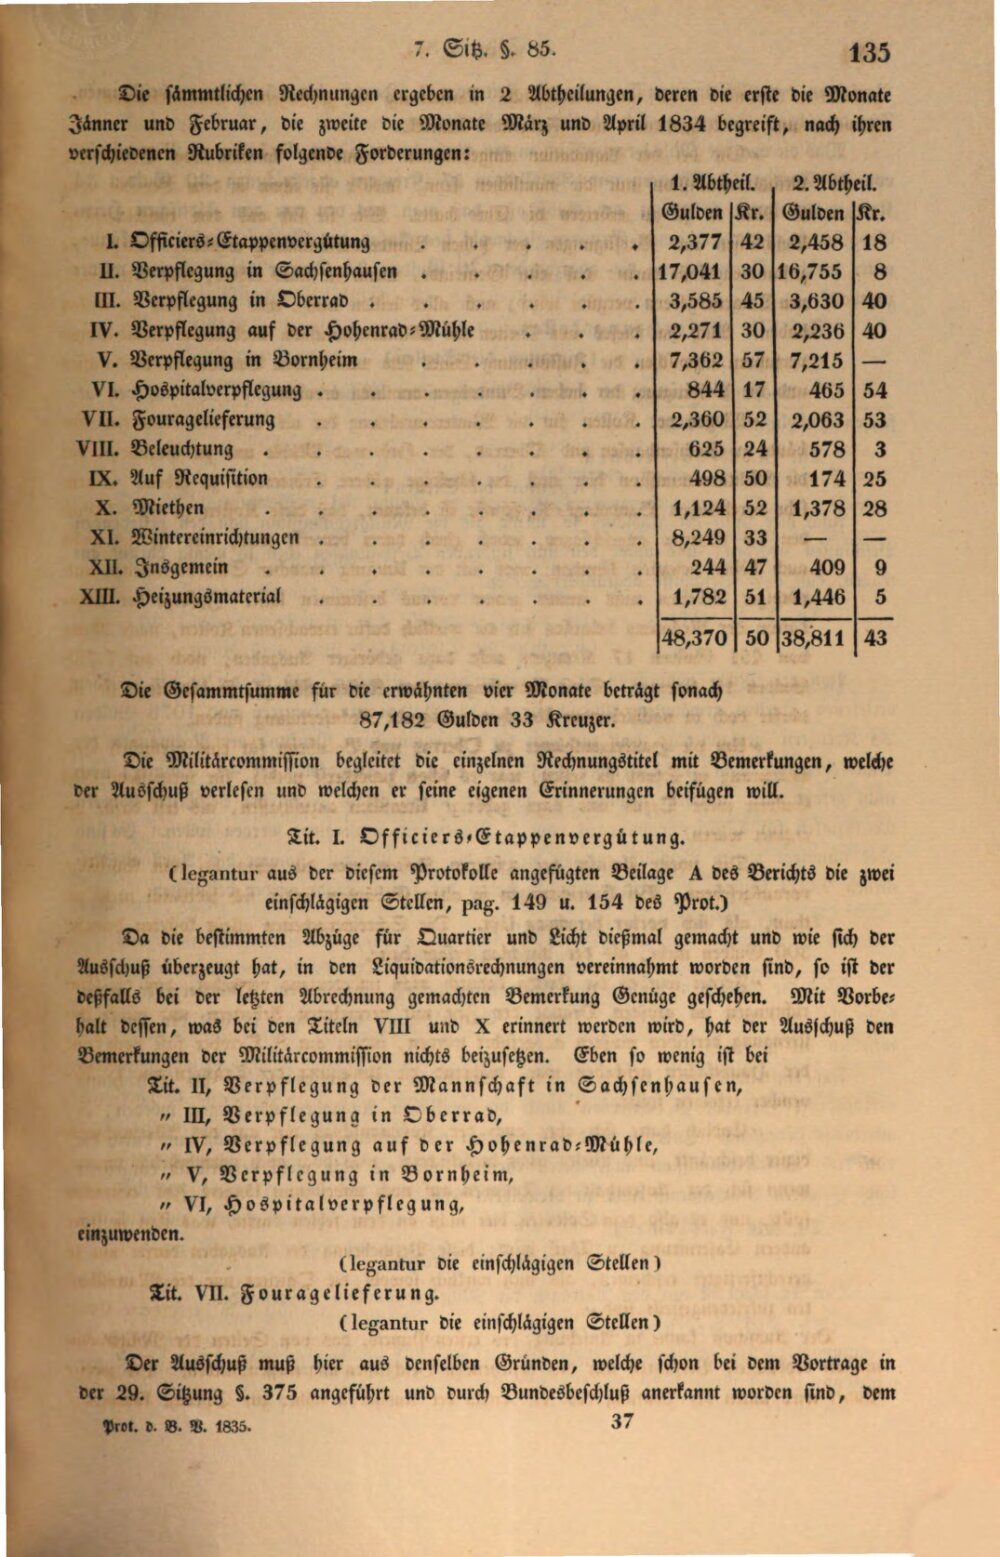 7. Sitz. §. 85. 135
Die sämmtlichen Rechnungen ergeben in 2 Abtheilungen, deren die erste die Monate
Jänner und Februar, die zweite die Monate März und April 1834 begreift, nach ihren
verschiedenen Rubriken folgende Forderungen:
1. Abtheil. 2. Abtheil.
Gulden Kr. Gulden Kr.
I. Officiers-Etappenvergütung . . . . . 2,377 42 2,458 18
II. Verpflegung in Sachsenhausen . . . . . 17,041 30 16,755 8
III. Verpflegung in Oberrad . . . . . . 3,585 45 3,630 40
IV. Verpflegung auf der Hohenrad-Mühle . . . 2,271 30 2,236 40
V. Verpflegung in Bornheim . . . . . 7,362 57 7,215 —
VI. Hospitalverpflegung . . . . . . . 844 17 465 54
VII. Fouragelieferung . . . . . . . 2,360 52 2,063 53
VIII. Beleuchtung . . . . . . . . 625 24 578 3
IX. Auf Requisition . . . . . . . 498 50 174 25
X. Miethen . . . . . . . . 1,124 52 1,378 28
XI. Wintereinrichtungen . . . . . . . 8,249 33 — —
XII. Insgemein . . . . . . . . 244 47 409 9
XIII. Heizungsmaterial . . . . . . . 1,782 51 1,446 5
48,370 50 38,811 43
Die Gesammtsumme für die erwähnten vier Monate beträgt sonach
87,182 Gulden 33 Kreuzer.
Die Militärcommission begleitet die einzelnen Rechnungstitel mit Bemerkungen, welche
der Ausschuß verlesen und welchen er seine eigenen Erinnerungen beifügen will.
Tit. I. Officiers-Etappenvergütung.
(legantur aus der diesem Protokolle angefügten Beilage A des Berichts die zwei
einschlägigen Stellen, pag. 149 u. 154 des Prot.)
Da die bestimmten Abzüge für Quartier und Licht dießmal gemacht und wie sich der
Ausschuß überzeugt hat, in den Liquidationsrechnungen vereinnahmt worden sind, so ist der
deßfalls bei der letzten Abrechnung gemachten Bemerkung Genüge geschehen. Mit Vorbe-
halt dessen, was bei den Titeln VIII und X erinnert werden wird, hat der Ausschuß den
Bemerkungen der Militärcommission nichts beizusetzen. Eben so wenig ist bei
Tit. II, Verpflegung der Mannschaft in Sachsenhausen,
" III, Verpflegung in Oberrad,
" IV, Verpflegung auf der Hohenrad-Mühle,
" V, Verpflegung in Bornheim,
" VI, Hospitalverpflegung,
einzuwenden.
(legantur die einschlägigen Stellen)
Tit. VII. Fouragelieferung.
(legantur die einschlägigen Stellen)
Der Ausschuß muß hier aus denselben Gründen, welche schon bei dem Vortrage in
der 29. Sitzung §. 375 angeführt und durch Bundesbeschluß anerkannt worden sind, dem
Prot. d. B. V. 1835. 37